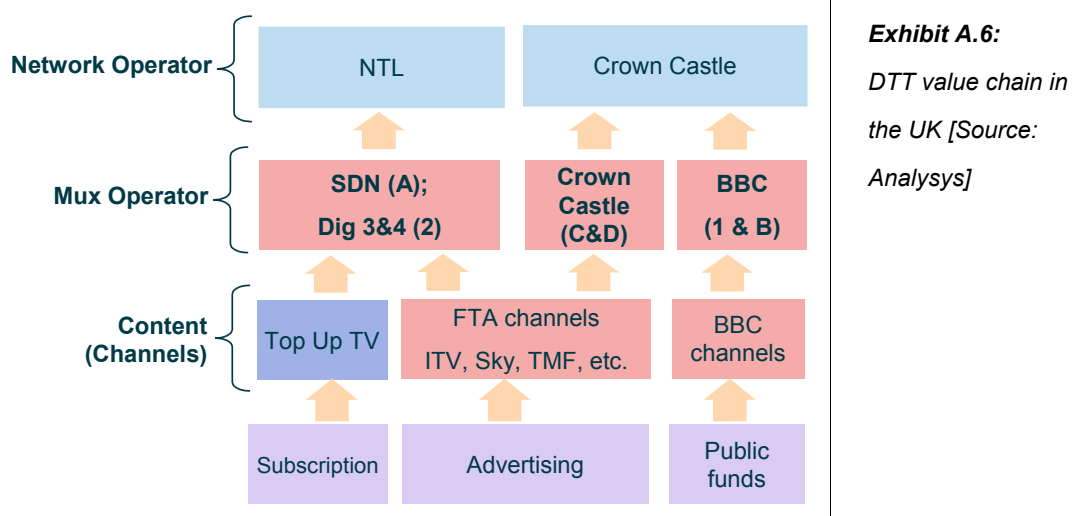 Network Operator
NTL
Crown Castle
Mux Operator
SDN (A);
Dig 3&4 (2)
Crown
Castle
(C&D)
BBC
(1 & B)
Content
(Channels)
Top Up TV
FTA channels
ITV, Sky, TMF, etc.
BBC
channels
Subscription
Advertising
Public
funds
Exhibit A.6:
DTT value chain in
the UK [Source:
Analysys]